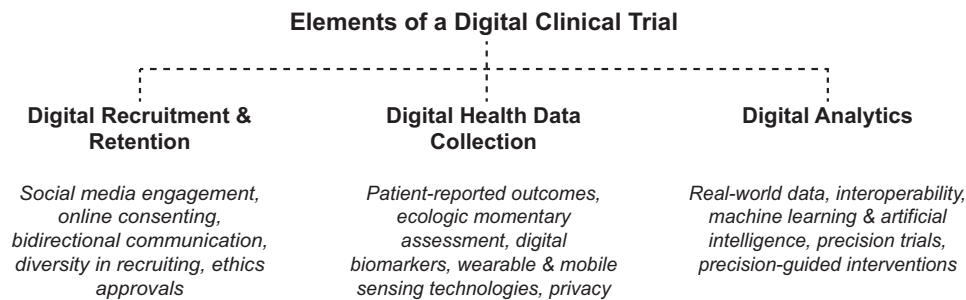 Elements of a Digital Clinical Trial
Digital Recruitment &
Retention
Social media engagement,
online consenting,
bidirectional communication,
diversity in recruiting, ethics
approvals
Digital Health Data
Collection
Patient-reported outcomes,
ecologic momentary
assessment, digital
biomarkers, wearable & mobile
sensing technologies, privacy
Digital Analytics
Real-world data, interoperability,
machine learning & artificial
intelligence, precision trials,
precision-guided interventions